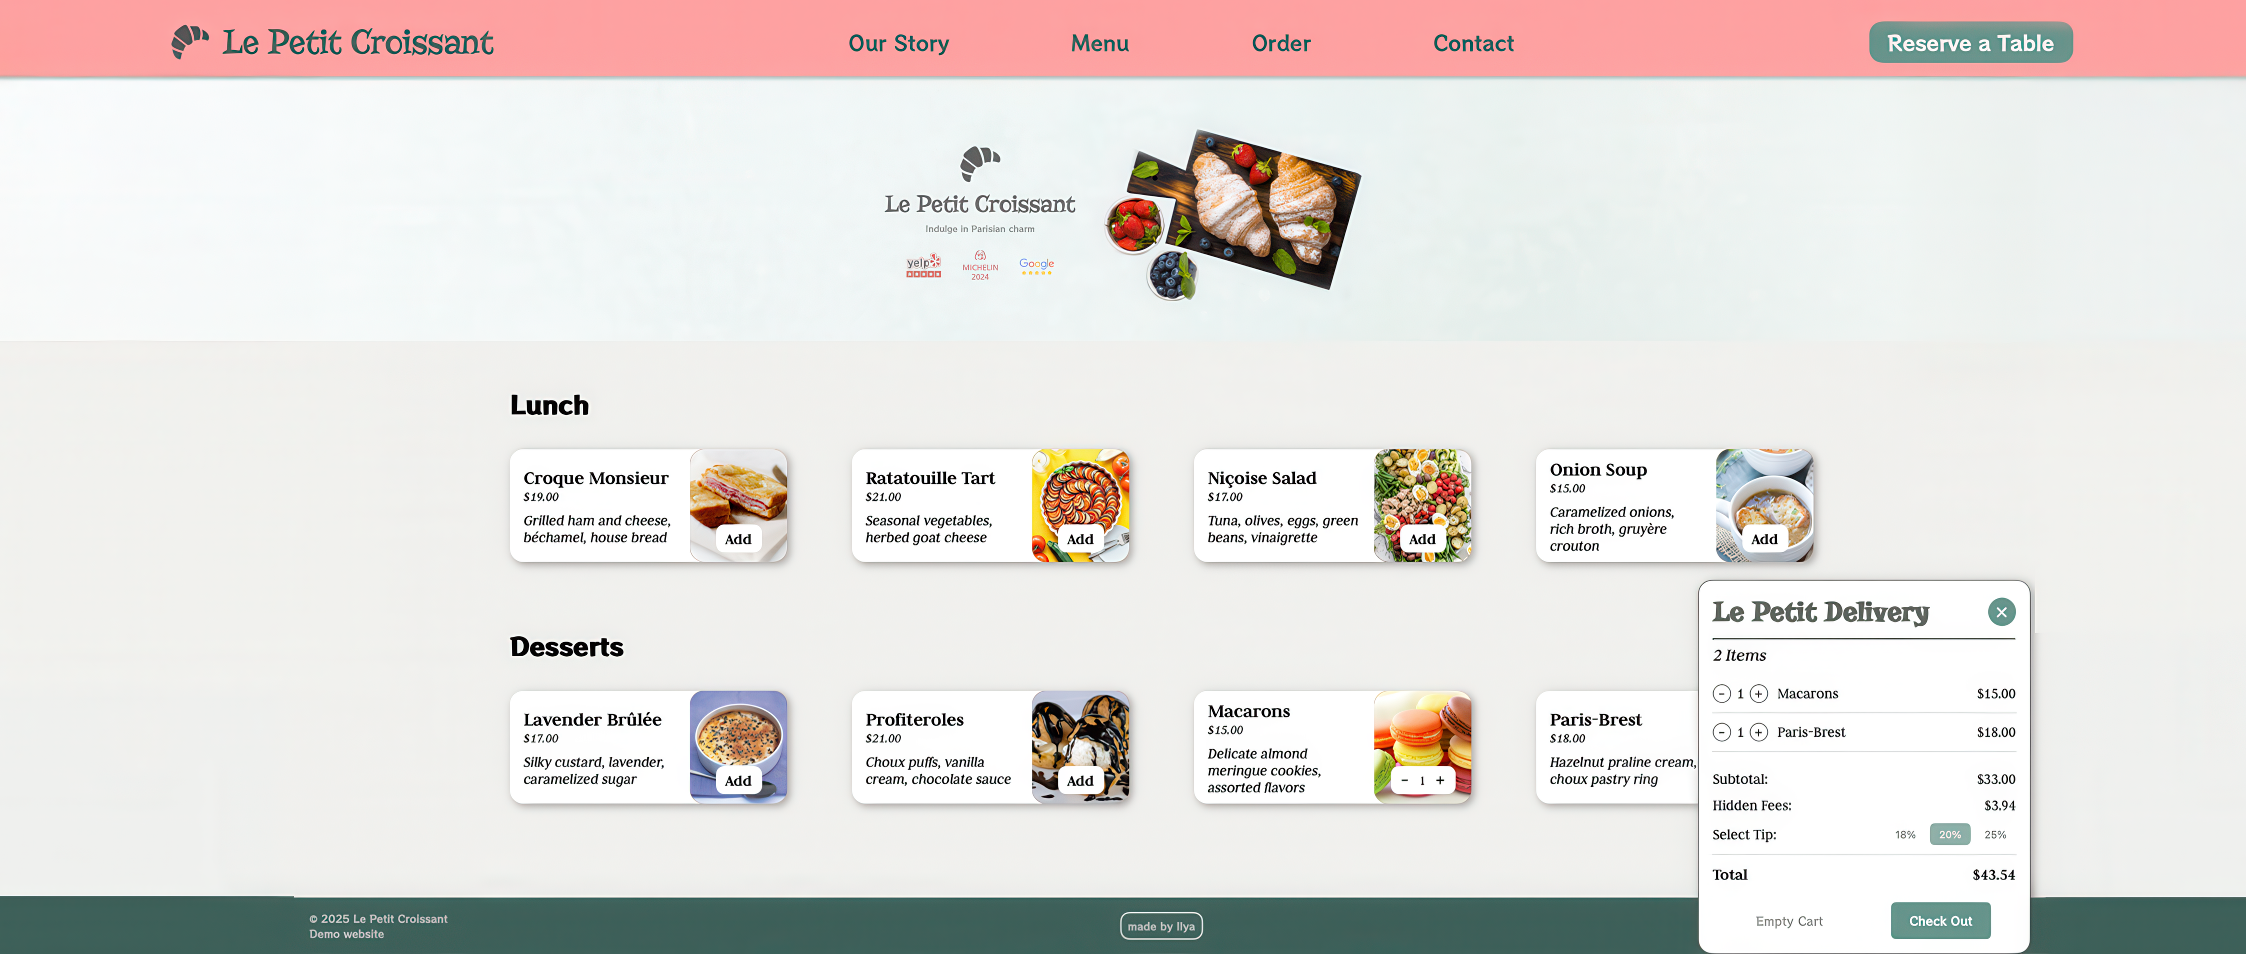 Le Petit Croissant
Our Story
Menu
Order
Contact
Reserve a Table
Le Petit Croissant
Indulge in Parisian charm
yelp
MICHELIN
2024
Google
Lunch
Croque Monsieur
$19.00
Grilled ham and cheese,
béchamel, house bread
Add
Ratatouille Tart
$21.00
Seasonal vegetables,
herbed goat cheese
Add
Niçoise Salad
$17.00
Tuna, olives, eggs, green
beans, vinaigrette
Add
Onion Soup
$15.00
Caramelized onions,
rich broth, gruyère
crouton
Add
Desserts
Lavender Brûlée
$17.00
Silky custard, lavender,
caramelized sugar
Add
Profiteroles
$21.00
Choux puffs, vanilla
cream, chocolate sauce
Add
Macarons
$15.00
Delicate almond
meringue cookies,
assorted flavors
- 1 +
Paris-Brest
$18.00
Hazelnut praline cream,
choux pastry ring
Le Petit Delivery
2 Items
- 1 + Macarons $15.00
- 1 + Paris-Brest $18.00
Subtotal: $33.00
Hidden Fees: $3.94
Select Tip: 18% 20% 25%
Total $43.54
Empty Cart
Check Out
© 2025 Le Petit Croissant
Demo website
made by Ilya